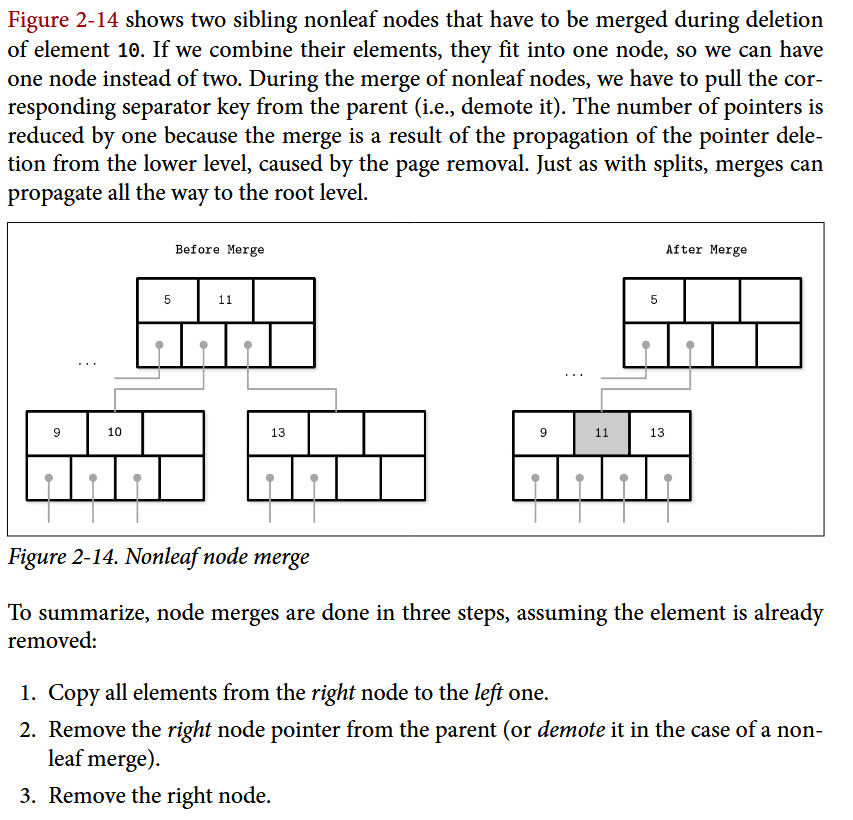 Figure 2-14 shows two sibling nonleaf nodes that have to be merged during deletion
of element 10. If we combine their elements, they fit into one node, so we can have
one node instead of two. During the merge of nonleaf nodes, we have to pull the cor-
responding separator key from the parent (i.e., demote it). The number of pointers is
reduced by one because the merge is a result of the propagation of the pointer dele-
tion from the lower level, caused by the page removal. Just as with splits, merges can
propagate all the way to the root level.
Before Merge
5 11
...
9 10
13
After Merge
5
...
9 11 13
Figure 2-14. Nonleaf node merge
To summarize, node merges are done in three steps, assuming the element is already
removed:
1. Copy all elements from the right node to the left one.
2. Remove the right node pointer from the parent (or demote it in the case of a non-
leaf merge).
3. Remove the right node.